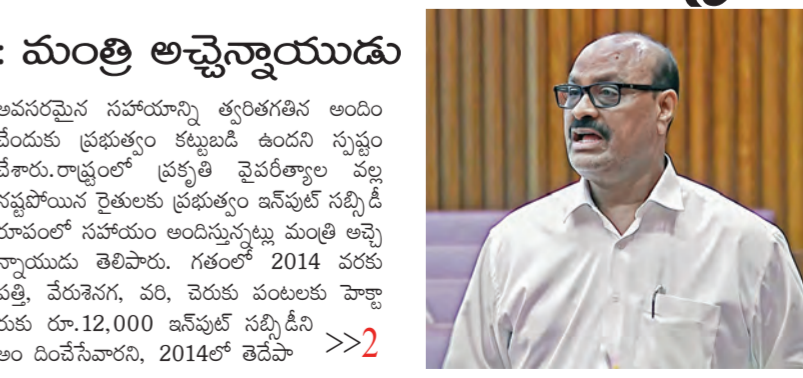 : మంత్రి అచ్చెన్నాయుడు
అవసరమైన సహాయాన్ని త్వరితగతిన అందిం
చేందుకు ప్రభుత్వం కట్టుబడి ఉందని స్పష్టం
చేశారు.రాష్ట్రంలో ప్రకృతి వైపరీత్యాల వల్ల
నష్టపోయిన రైతులకు ప్రభుత్వం ఇన్‌పుట్ సబ్సిడీ
రూపంలో సహాయం అందిస్తున్నట్లు మంత్రి అచ్చె
న్నాయుడు తెలిపారు. గతంలో 2014 వరకు
పత్తి, వేరుశెనగ, వరి, చెరుకు పంటలకు హెక్టా
రుకు రూ.12,000 ఇన్‌పుట్ సబ్సిడీని
అం దించేసేవారని, 2014లో తెదేపా >>2